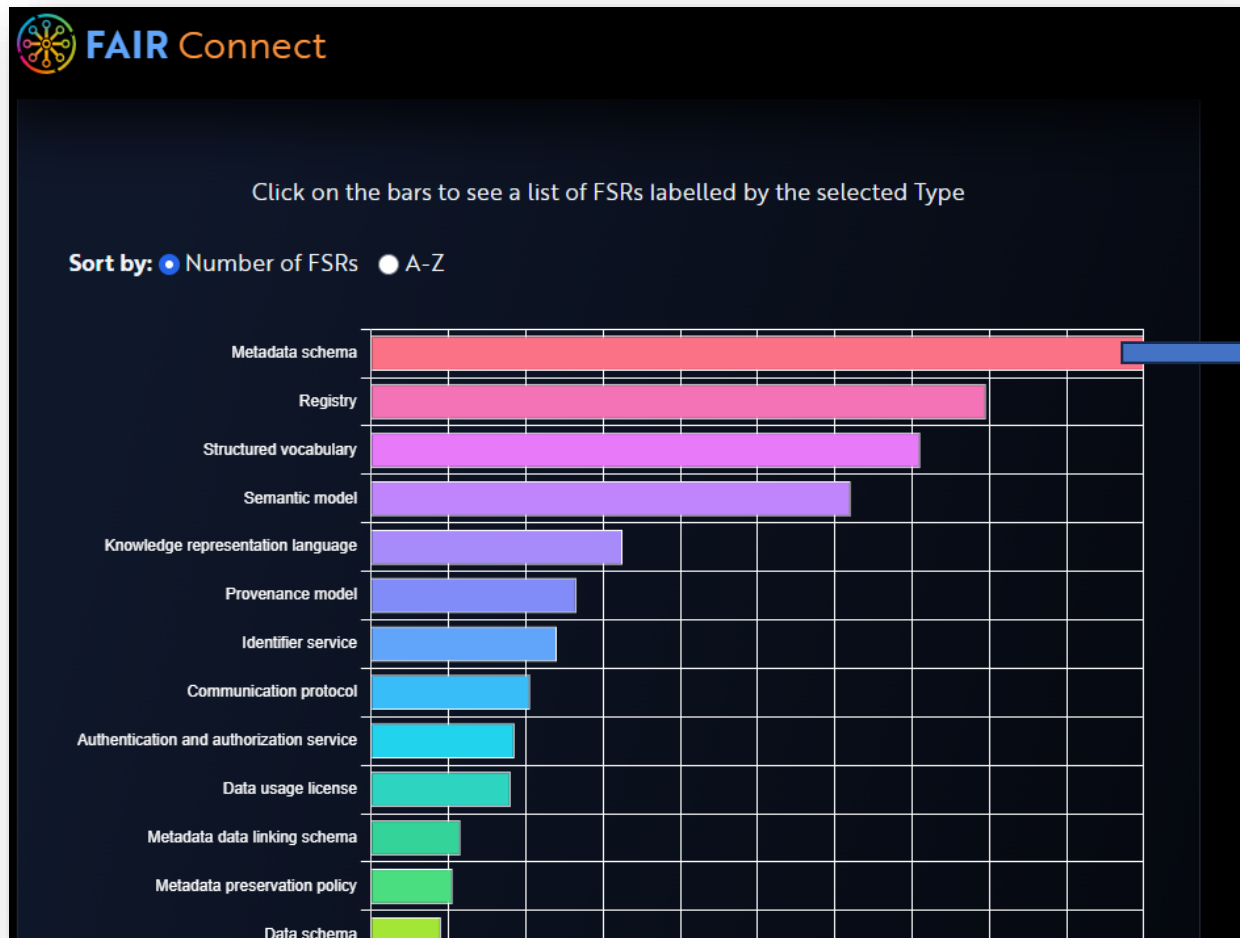 FAIR Connect
Click on the bars to see a list of FSRs labelled by the selected Type
Sort by: Number of FSRs A-Z
Metadata schema
Registry
Structured vocabulary
Semantic model
Knowledge representation language
Provenance model
Identifier service
Communication protocol
Authentication and authorization service
Data usage license
Metadata data linking schema
Metadata preservation policy
Data schema